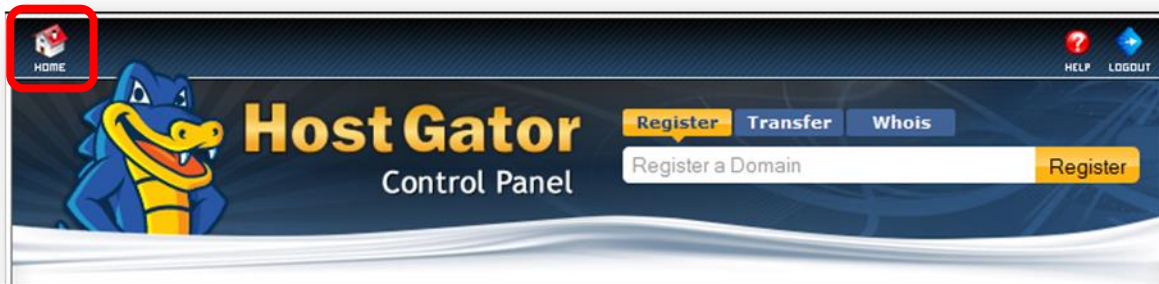 HOME
HELP LOGOUT
Host Gator
Control Panel
Register Transfer Whois
Register a Domain Register